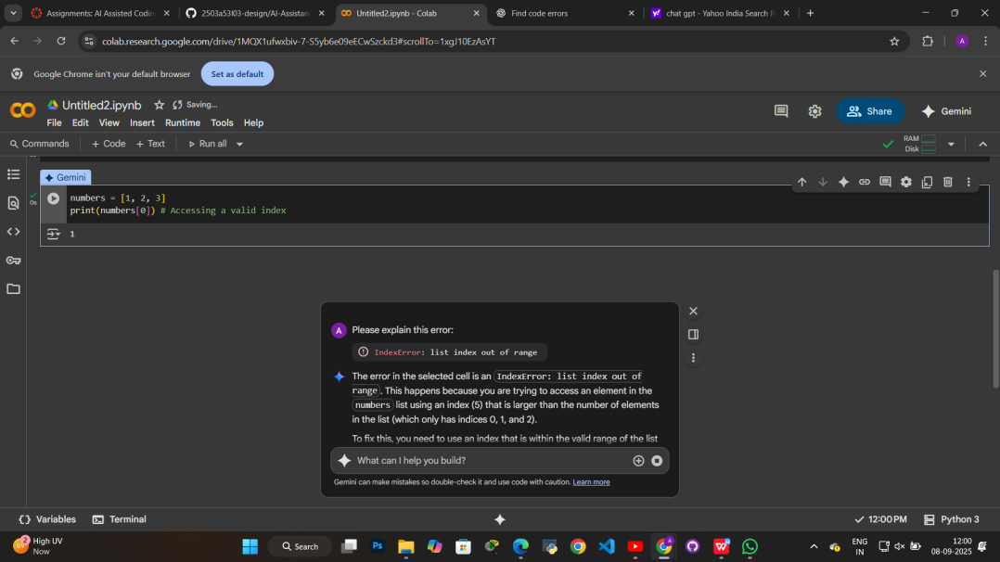 Assignments: AI Assisted Codin
2503a53l03-design/AI-Assistan
Untitled2.ipynb - Colab
Find code errors
chat gpt - Yahoo India Search R
colab.research.google.com/drive/1MQX1ufwxbiv-7-S5yb6e09eECwSzckd3#scrollTo=1xgJ10EzAsYT
A
Google Chrome isn't your default browser
Set as default
Untitled2.ipynb
Saving...
File Edit View Insert Runtime Tools Help
Share
Gemini
Commands + Code + Text Run all
RAM
Disk
Gemini
0s
numbers = [1, 2, 3]
print(numbers[0]) # Accessing a valid index
1
A Please explain this error:
IndexError: list index out of range
The error in the selected cell is an IndexError: list index out of
range. This happens because you are trying to access an element in the
numbers list using an index (5) that is larger than the number of elements
in the list (which only has indices 0, 1, and 2).
To fix this, you need to use an index that is within the valid range of the list
What can I help you build?
Gemini can make mistakes so double-check it and use code with caution. Learn more
Variables Terminal
12:00 PM Python 3
2
High UV
Now
Search
Ps
A
ENG
IN
12:00
08-09-2025